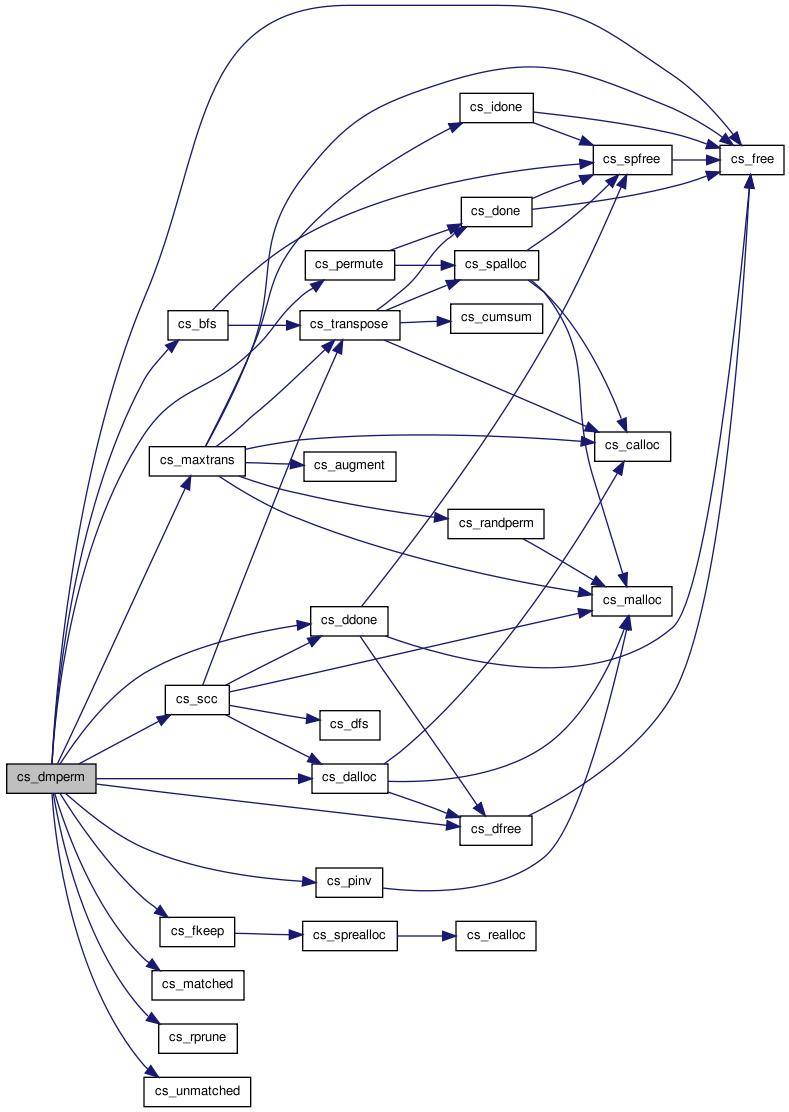 cs_idone
cs_spfree
cs_free
cs_done
cs_permute
cs_spalloc
cs_bfs
cs_transpose
cs_cumsum
cs_calloc
cs_maxtrans
cs_augment
cs_randperm
cs_malloc
cs_ddone
cs_scc
cs_dfs
cs_dmperm
cs_dalloc
cs_dfree
cs_pinv
cs_fkeep
cs_sprealloc
cs_realloc
cs_matched
cs_rprune
cs_unmatched